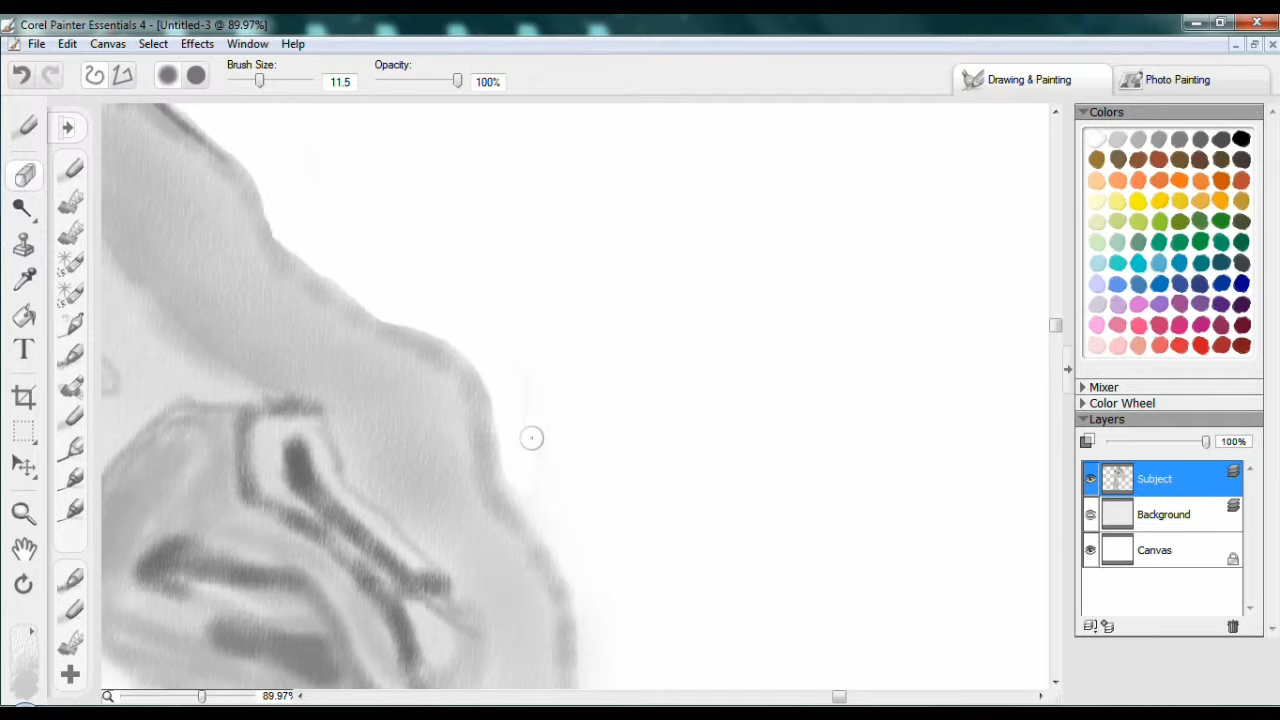 Corel Painter Essentials 4 - [Untitled-3 @ 89.97%]
File Edit Canvas Select Effects Window Help
Brush Size: 11.5 Opacity: 100%
Drawing & Painting Photo Painting
Colors
Mixer
Color Wheel
Layers
100%
Subject
Background
Canvas
T
89.97%